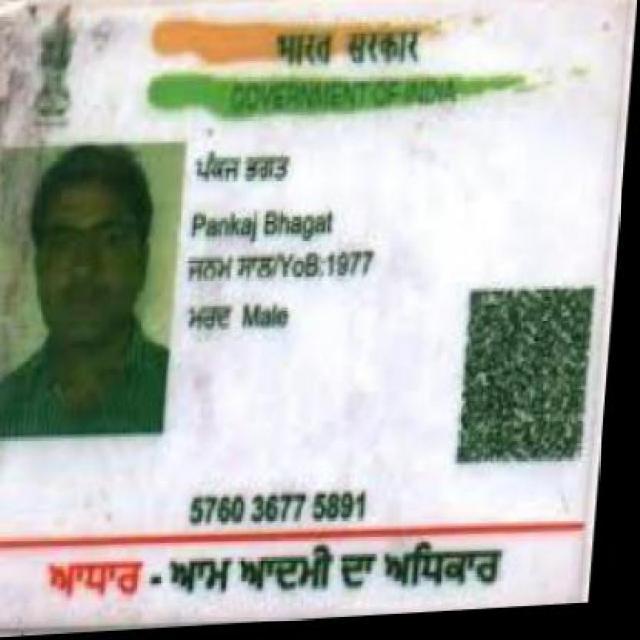 भारत सरकार
GOVERNMENT OF INDIA
ਪੰਕਜ ਭਗਤ
Pankaj Bhagat
ਜਨਮ ਸਾਲ/YoB:1977
ਮਰਦ Male
5760 3677 5891
ਆਧਾਰ - ਆਮ ਆਦਮੀ ਦਾ ਅਧਿਕਾਰ